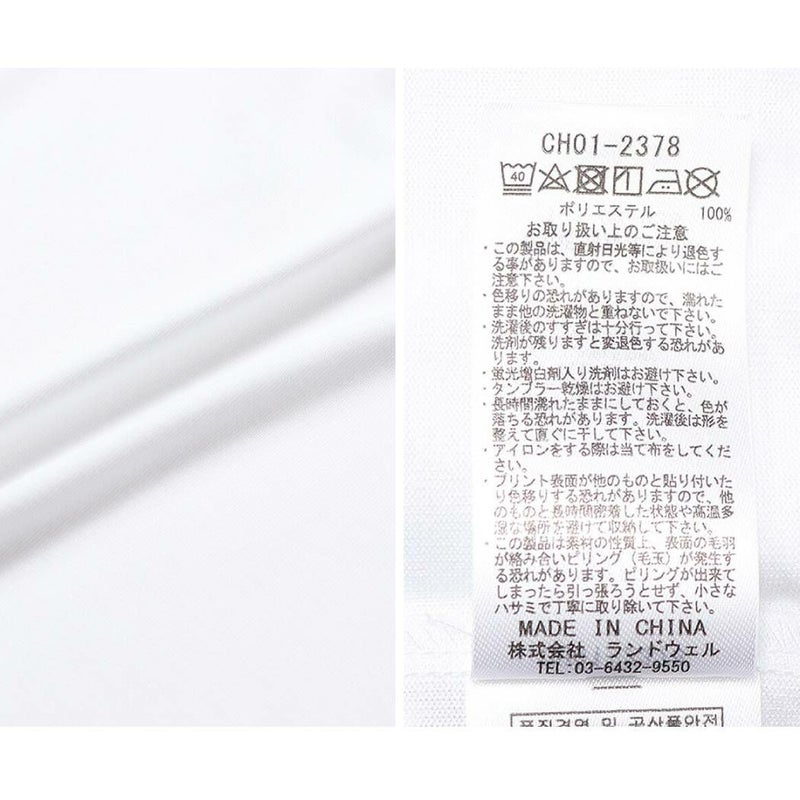 CH01-2378
40
ポリエステル 100%
お取り扱い上のご注意
・この製品は、直射日光等により退色す
る事がありますので、お取扱いにはご
注意下さい。
・色移りの恐れがありますので、濡れた
まま他の洗濯物と重ねないで下さい。
・洗濯後のすすぎは十分行って下さい。
洗剤が残りますと変退色する恐れがあ
ります。
・蛍光増白剤入り洗剤はお避け下さい。
・タンブラー乾燥はお避け下さい。
・長時間濡れたままにしておくと、色が
落ちる恐れがあります。洗濯後は形を
整えて直ぐに干して下さい。
・アイロンをする際は当て布をしてくだ
さい。
・プリント表面が他のものと貼り付いた
り色移りする恐れがありますので、他
のものと長時間密着した状態や高温多
湿な場所を避けて収納して下さい。
・この製品は素材の性質上、表面の毛羽
が絡み合いピリング（毛玉）が発生す
る恐れがあります。ピリングが出来て
しまったら引っ張ろうとせず、小さな
ハサミで丁寧に取り除いて下さい。
MADE IN CHINA
株式会社 ランドウェル
TEL:03-6432-9550
품질경영 및 공산품안전